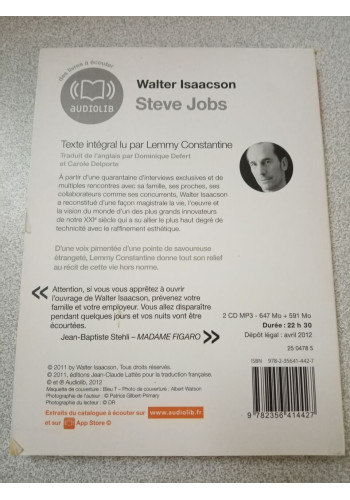 des livres à écouter
AUDIOLIB
Walter Isaacson
Steve Jobs
Texte intégral lu par Lemmy Constantine
Traduit de l'anglais par Dominique Defert
et Carole Delporte
À partir d'une quarantaine d'interviews exclusives et de
multiples rencontres avec sa famille, ses proches, ses
collaborateurs comme ses concurrents, Walter Isaacson
a reconstitué d'une façon magistrale la vie, l'oeuvre et
la vision du monde d'un des plus grands innovateurs
de notre XXIe siècle qui a su allier le plus haut degré
de technicité avec le raffinement esthétique.
D'une voix pimentée d'une pointe de savoureuse
étrangeté, Lemmy Constantine donne tout son relief
au récit de cette vie hors norme.
« Attention, si vous vous apprêtez à ouvrir
l'ouvrage de Walter Isaacson, prévenez votre
famille et votre employeur. Vous allez disparaître
pendant quelques jours et vos nuits vont être
écourtées. »
Jean-Baptiste Stehli – MADAME FIGARO
2 CD MP3 - 647 Mo + 591 Mo
Durée : 22 h 30
Dépôt légal : avril 2012
25 0478 5
ISBN 978-2-35641-442-7
9 782356 414427
© 2011 by Walter Isaacson, Tous droits réservés.
© 2011, éditions Jean-Claude Lattès pour la traduction française.
© et ℗ Audiolib, 2012
Maquette de couverture : Bleu T – Photo de couverture : Albert Watson
Photographie de l'auteur : © Patrice Gilbert-Primary
Photographie du lecteur : © DR
Extraits du catalogue à écouter sur www.audiolib.fr
et sur App Store